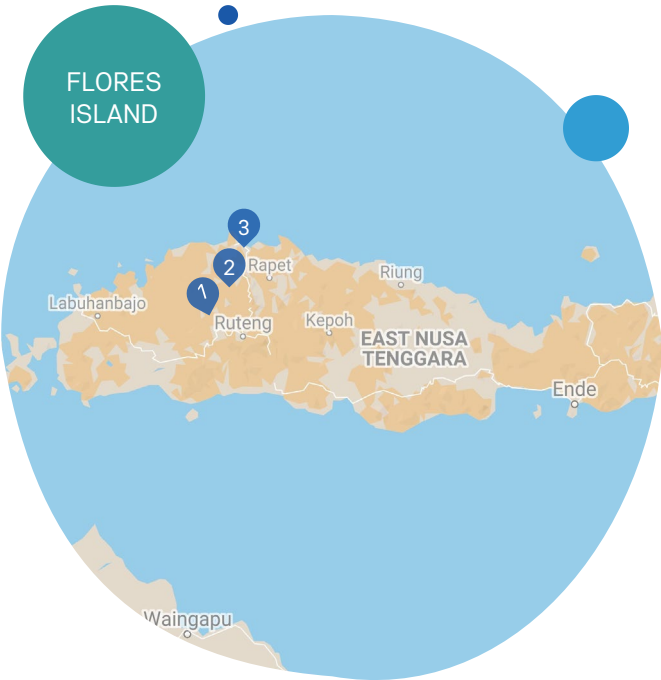 FLORES
ISLAND
3
2
Rapet
Riung
1
Labuhanbajo
Ruteng
Kepoh
EAST NUSA
TENGGARA
Ende
Waingapu